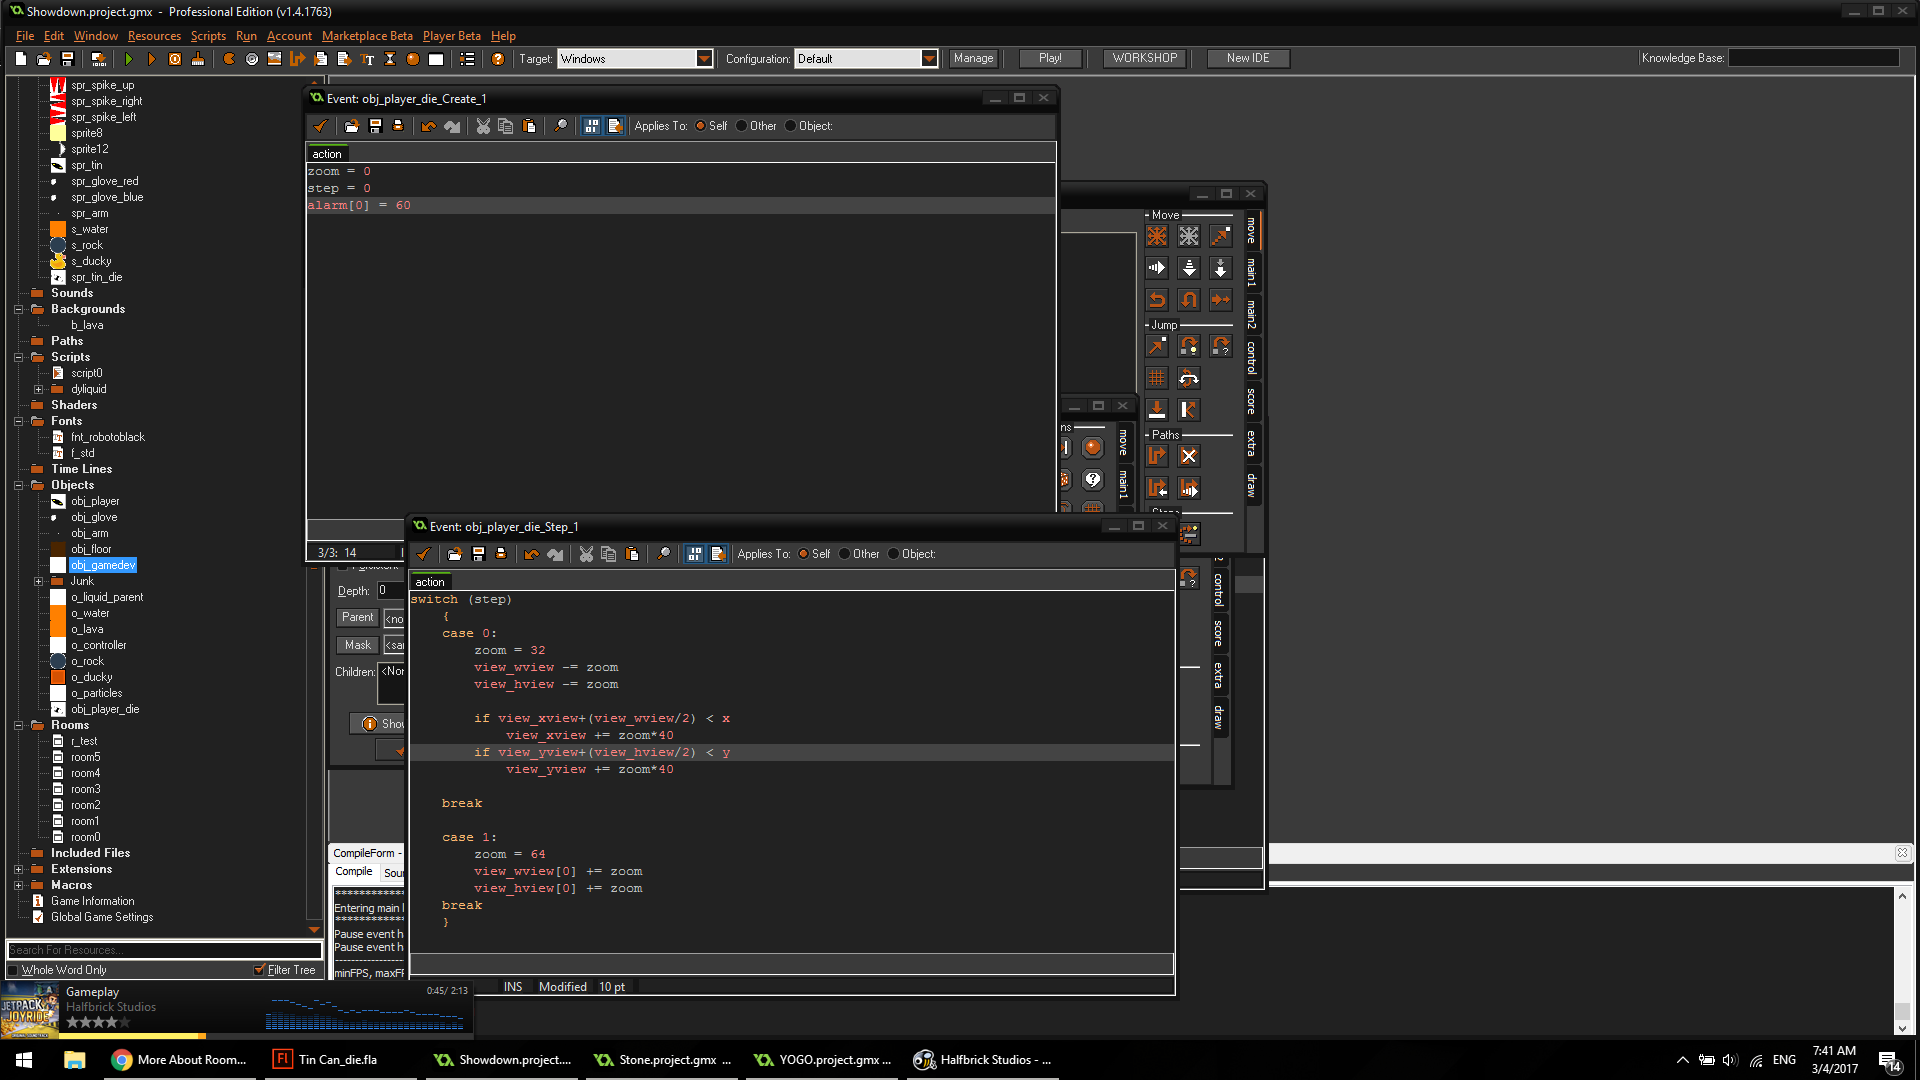 Showdown.project.gmx  -  Professional Edition (v1.4.1763)
File Edit Window Resources Scripts Run Account Marketplace Beta Player Beta Help
Target: Windows Configuration: Default Manage Play! WORKSHOP New IDE Knowledge Base:
spr_spike_up
spr_spike_right
spr_spike_left
sprite8
sprite12
spr_tin
spr_glove_red
spr_glove_blue
spr_arm
s_water
s_rock
s_ducky
spr_tin_die
Sounds
Backgrounds
b_lava
Paths
Scripts
script0
dyliquid
Shaders
Fonts
fnt_robotoblack
f_std
Time Lines
Objects
obj_player
obj_glove
obj_arm
obj_floor
obj_gamedev
Junk
o_liquid_parent
o_water
o_lava
o_controller
o_rock
o_ducky
o_particles
obj_player_die
Rooms
r_test
room5
room4
room3
room2
room1
room0
Included Files
Extensions
Macros
Game Information
Global Game Settings
Search For Resources...
Whole Word Only Filter Tree
Event: obj_player_die_Create_1
Applies To: Self Other Object:
action
zoom = 0
step = 0
alarm[0] = 60
3/3: 14
Move
Jump
Paths
move
main1
main2
control
score
extra
draw
move
main1
control
score
extra
draw
Depth: 0
Parent
Mask
Children:
Event: obj_player_die_Step_1
Applies To: Self Other Object:
action
switch (step)
{
case 0:
zoom = 32
view_wview -= zoom
view_hview -= zoom
if view_xview+(view_wview/2) < x
view_xview += zoom*40
if view_yview+(view_hview/2) < y
view_yview += zoom*40
break
case 1:
zoom = 64
view_wview[0] += zoom
view_hview[0] += zoom
break
}
INS Modified 10 pt
CompileForm -
Compile
Entering main
Pause event h
Pause event h
Gameplay 0:45/ 2:13
Halfbrick Studios
JETPACK JOYRIDE
More About Room...
Tin Can_die.fla
Showdown.project....
Stone.project.gmx ...
YOGO.project.gmx ...
Halfbrick Studios - ...
ENG
7:41 AM
3/4/2017
14